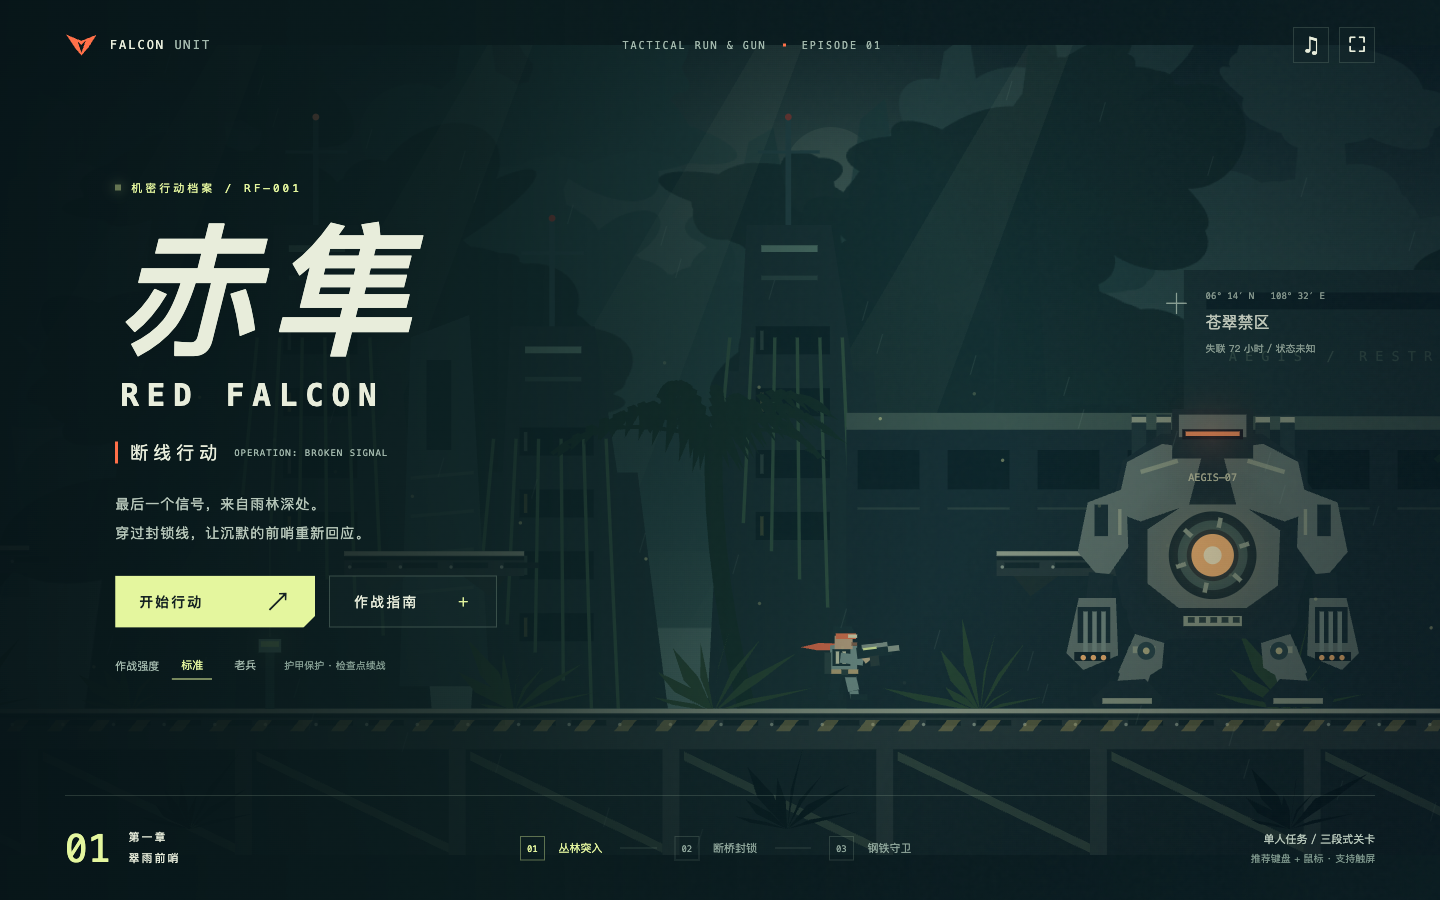 FALCON UNIT
TACTICAL RUN & GUN • EPISODE 01
机密行动档案 / RF—001
赤隼
RED FALCON
断线行动 OPERATION: BROKEN SIGNAL
最后一个信号，来自雨林深处。
穿过封锁线，让沉默的前哨重新回应。
开始行动
作战指南 +
作战强度 标准 老兵 护甲保护 · 检查点续战
06° 14′ N 108° 32′ E
苍翠禁区
失联 72 小时 / 状态未知
AEGIS / RESTR
AEGIS—07
01
第一章
翠雨前哨
01 丛林突入
02 断桥封锁
03 钢铁守卫
单人任务 / 三段式关卡
推荐键盘 + 鼠标 · 支持触屏